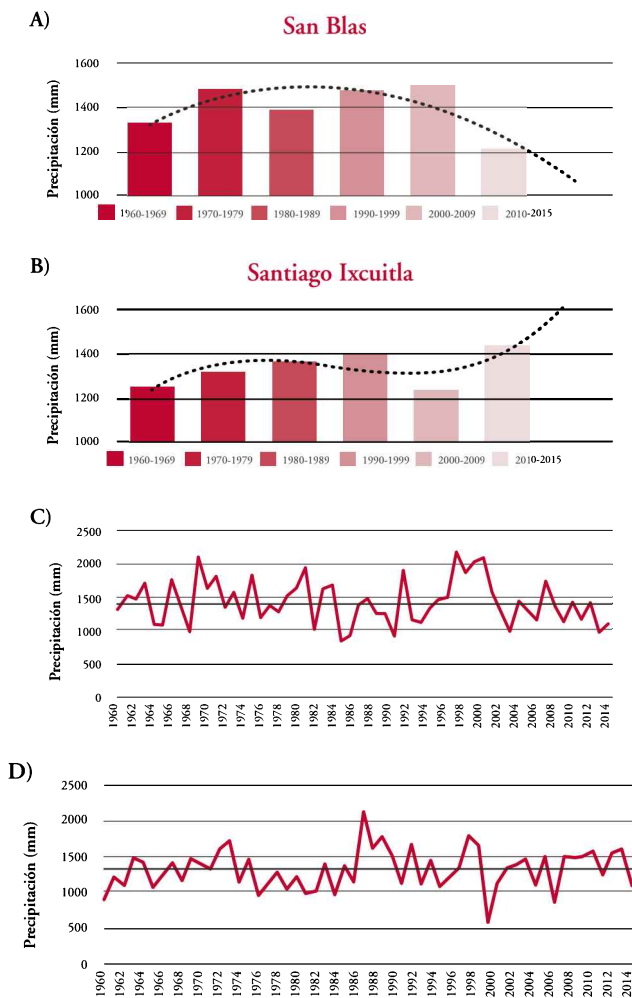 A)
San Blas
Precipitación (mm)
1600
1400
1200
1000
1960-1969 1970-1979 1980-1989 1990-1999 2000-2009 2010-2015
B)
Santiago Ixcuitla
Precipitación (mm)
1600
1400
1200
1000
1960-1969 1970-1979 1980-1989 1990-1999 2000-2009 2010-2015
C)
Precipitación (mm)
2500
2000
1500
1000
500
0
1960 1962 1964 1966 1968 1970 1972 1974 1976 1978 1980 1982 1984 1986 1988 1990 1992 1994 1996 1998 2000 2002 2004 2006 2008 2010 2012 2014
D)
Precipitación (mm)
2500
2000
1500
1000
500
0
1960 1962 1964 1966 1968 1970 1972 1974 1976 1978 1980 1982 1984 1986 1988 1990 1992 1994 1996 1998 2000 2002 2004 2006 2008 2010 2012 2014